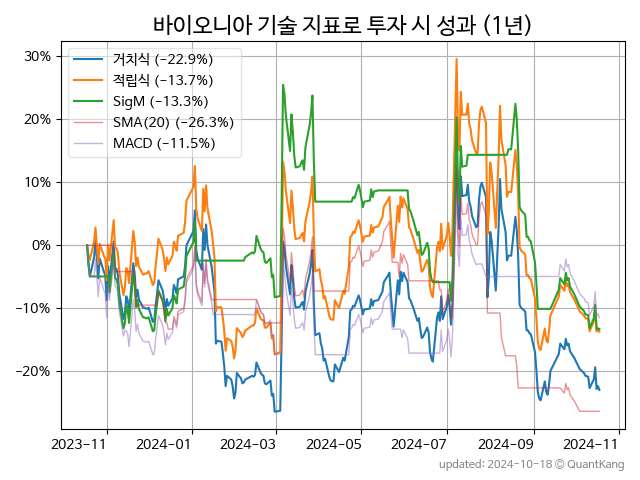 바이오니아 기술 지표로 투자 시 성과 (1년)
30%
20%
10%
0%
−10%
−20%
거치식 (−22.9%)
적립식 (−13.7%)
SigM (−13.3%)
SMA(20) (−26.3%)
MACD (−11.5%)
2023-11
2024-01
2024-03
2024-05
2024-07
2024-09
2024-11
updated: 2024-10-18 © QuantKang